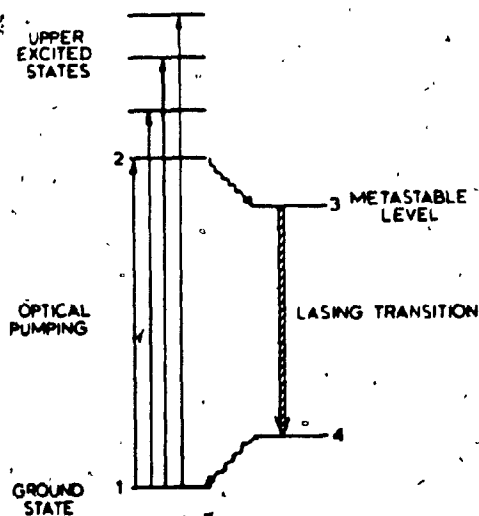 UPPER
EXCITED
STATES
2
3 METASTABLE
LEVEL
OPTICAL
PUMPING
LASING TRANSITION
4
1
GROUND
STATE